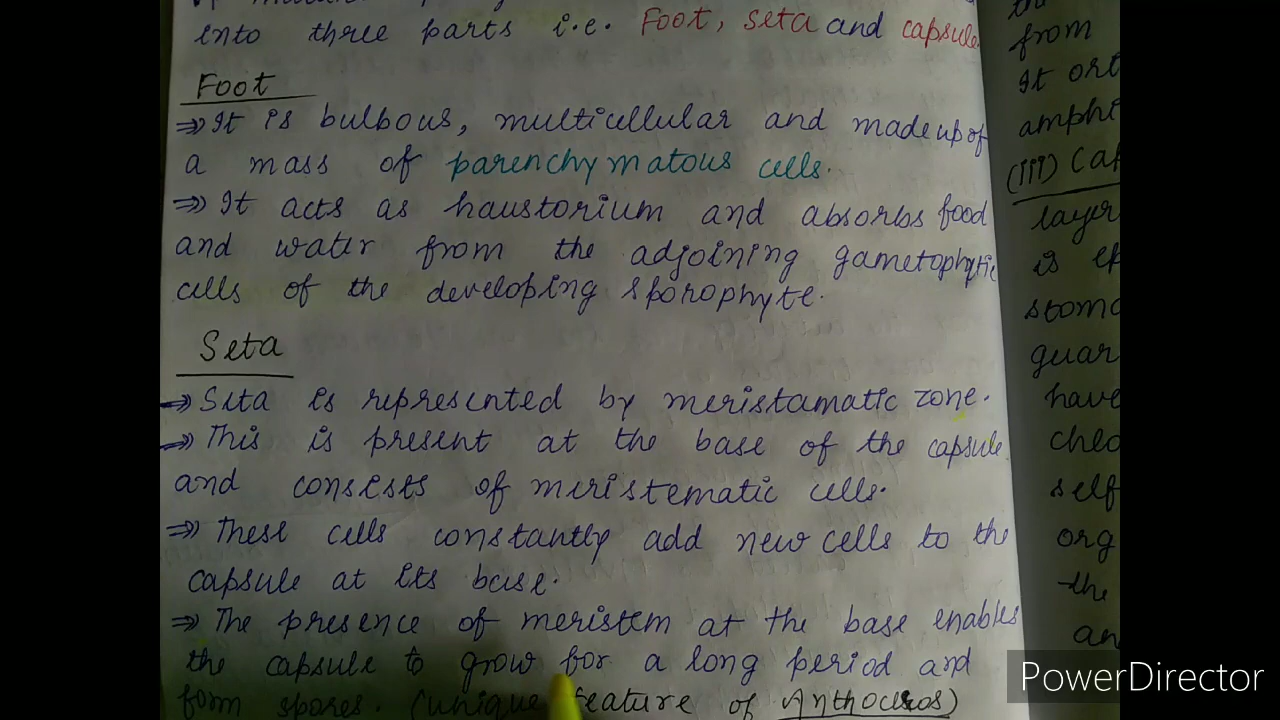 into three parts i.e. Foot, seta and capsule.
Foot
⇒ It is bulbous, multicellular and made up of
a mass of parenchymatous cells.
⇒ It acts as haustorium and absorbs food
and water from the adjoining gametophytic
cells of the developing sporophyte.
Seta
⇒ Seta is represented by meristamatic zone.
⇒ This is present at the base of the capsule
and consists of meristematic cells.
⇒ These cells constantly add new cells to the
capsule at its base.
⇒ The presence of meristem at the base enables
the capsule to grow for a long period and
form spores. (unique feature of Anthoceros)
from
It ort
amphi
(III) Cap
layer
is ep
stoma
guar
have
chlo
self
org
the
an
PowerDirector